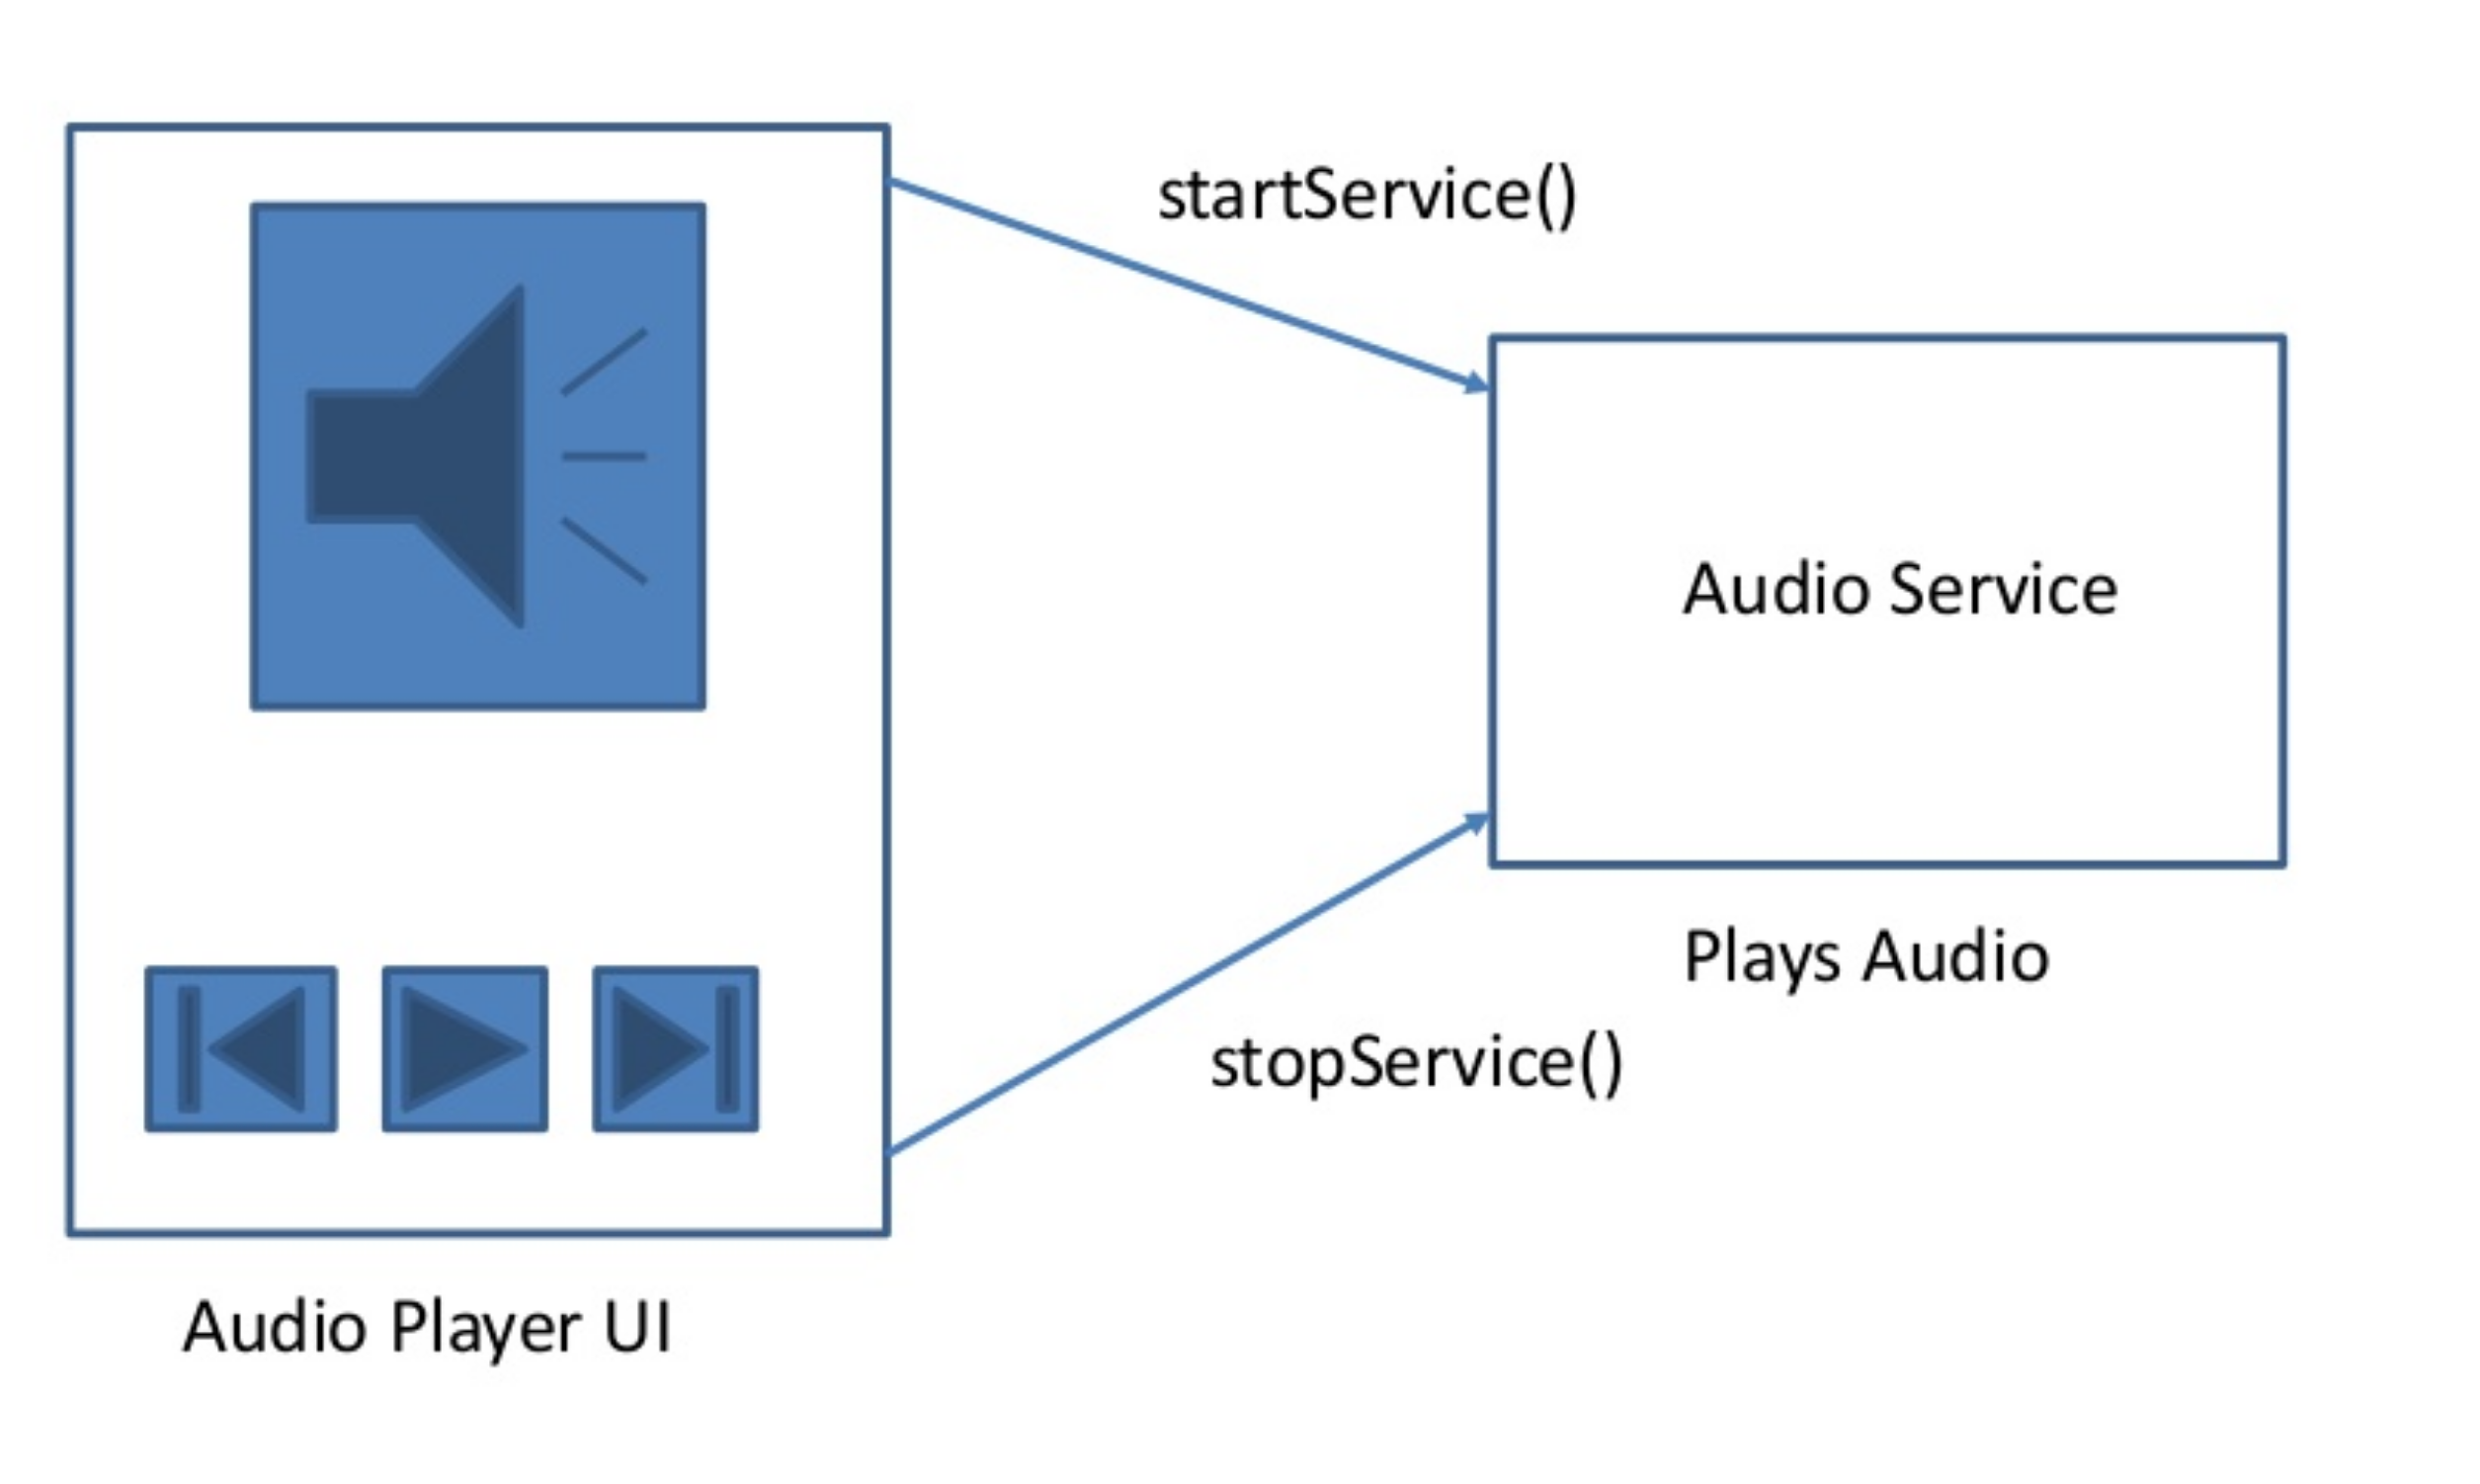 startService()
Audio Service
Plays Audio
stopService()
Audio Player UI